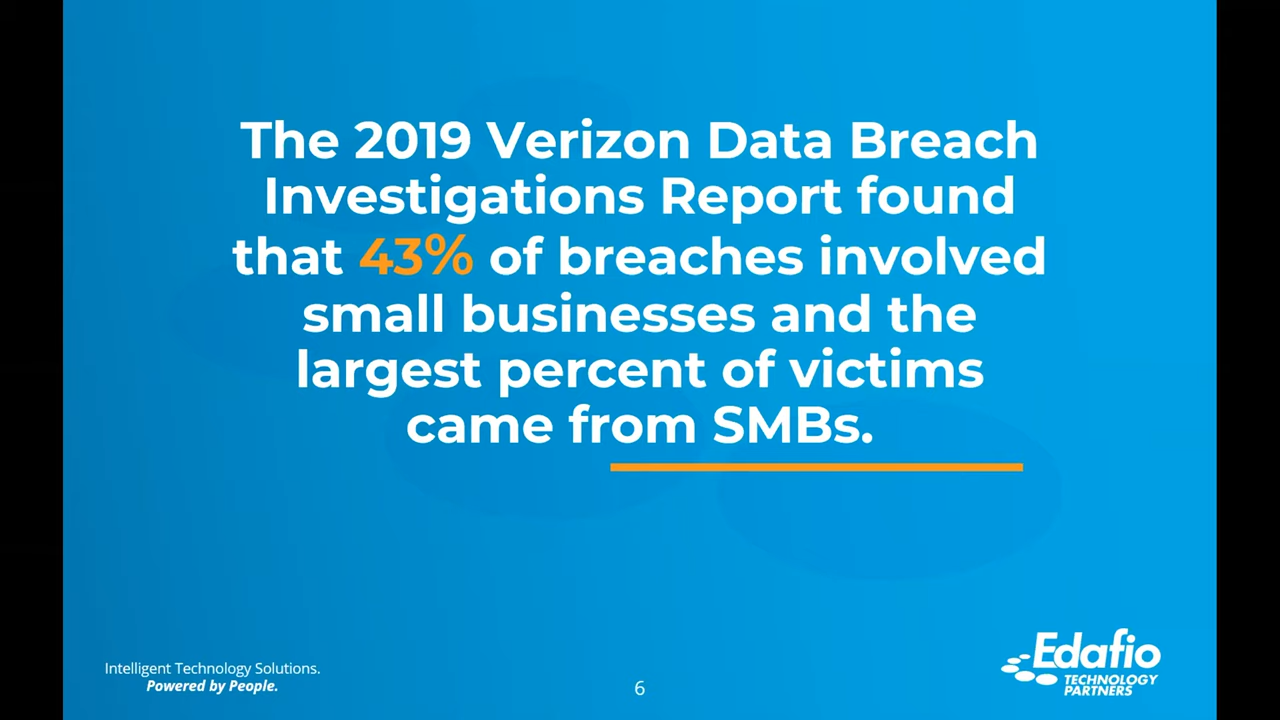 The 2019 Verizon Data Breach
Investigations Report found
that 43% of breaches involved
small businesses and the
largest percent of victims
came from SMBs.
Intelligent Technology Solutions.
Powered by People.
6
Edafio
TECHNOLOGY
PARTNERS